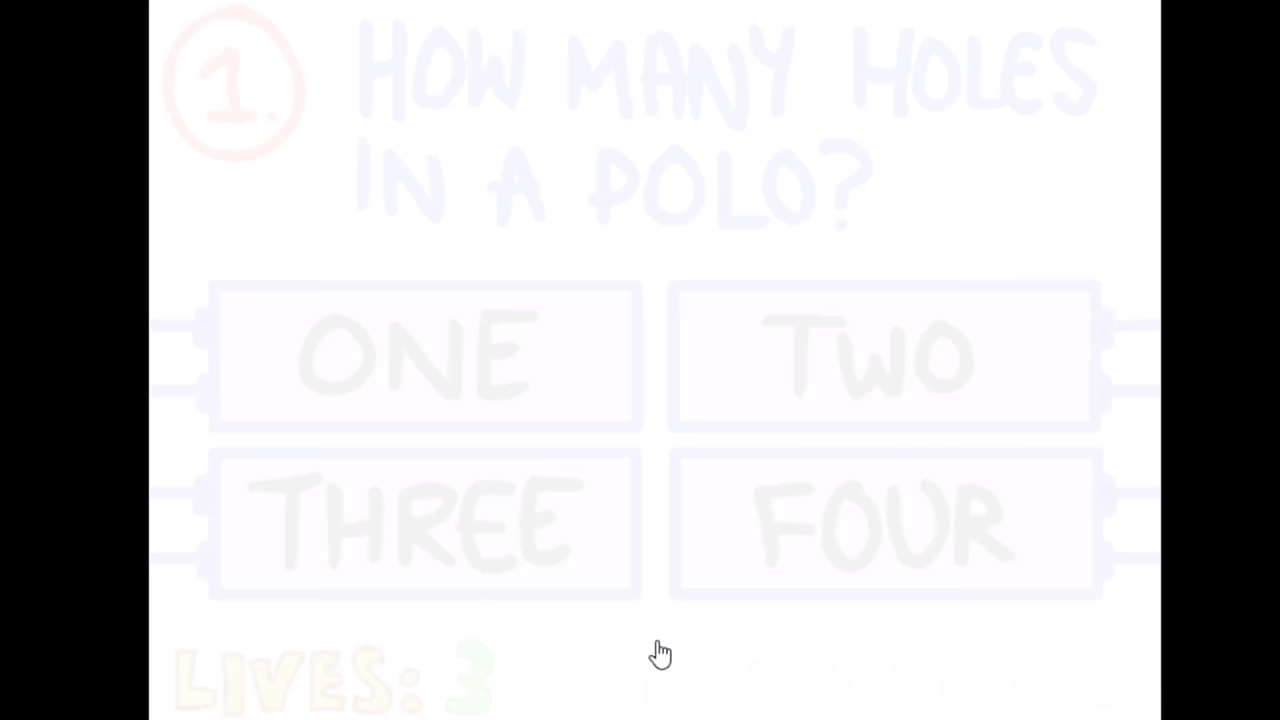 1. HOW MANY HOLES
IN A POLO?
ONE
TWO
THREE
FOUR
LIVES: 3